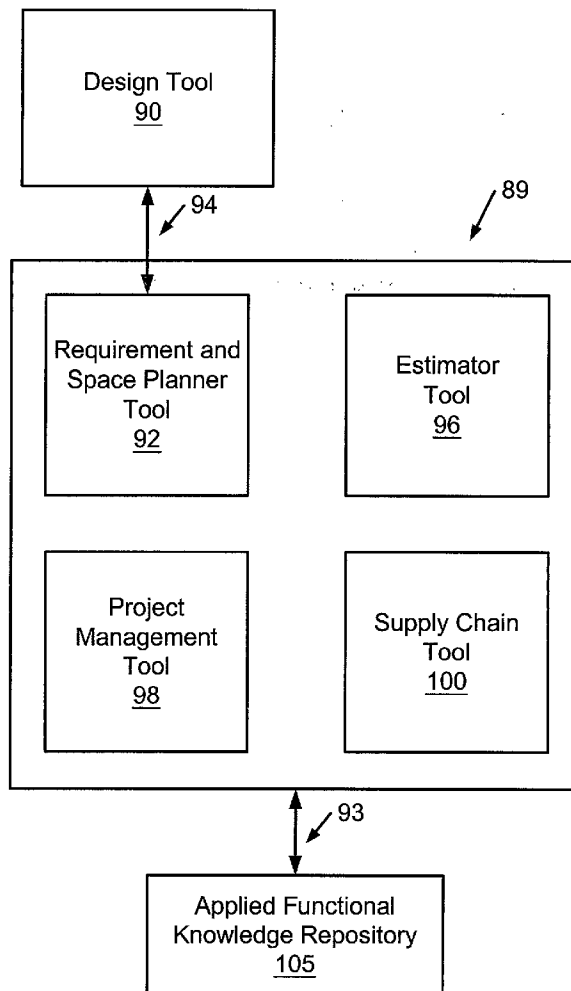 Design Tool
90
94
89
Requirement and
Space Planner
Tool
92
Estimator
Tool
96
Project
Management
Tool
98
Supply Chain
Tool
100
93
Applied Functional
Knowledge Repository
105